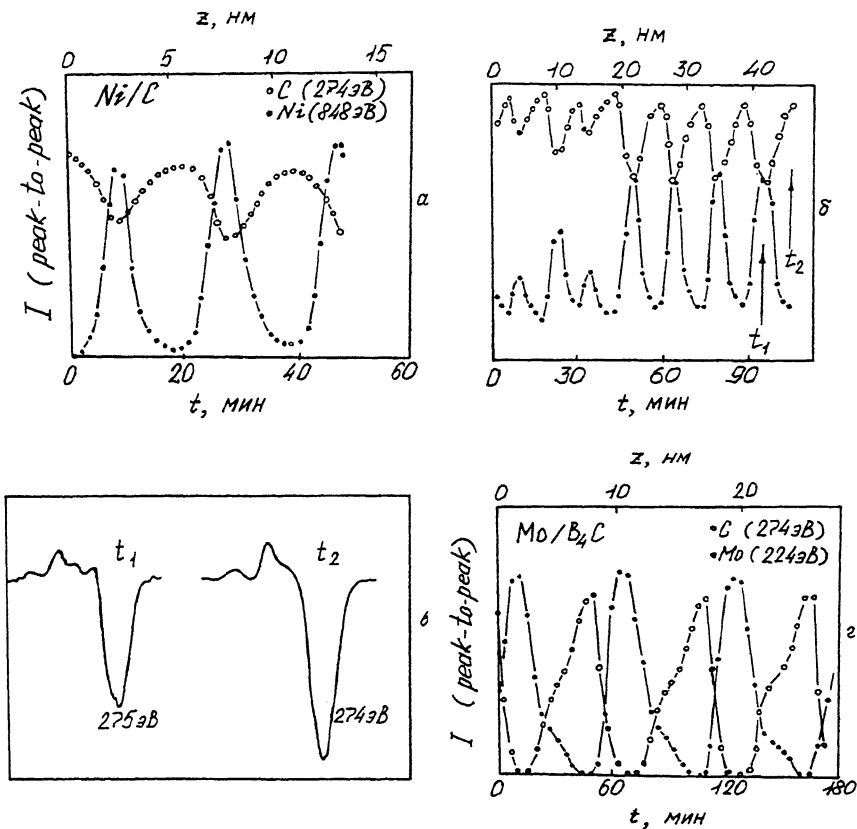 z, нм
0 5 10 15
Ni/C
C (274эВ)
Ni (848эВ)
I (peak-to-peak)
0 20 40 60
t, мин
а
z, нм
0 10 20 30 40
t₁
t₂
0 30 60 90
t, мин
б
t₁ t₂
275эВ
274эВ
в
z, нм
0 10 20
Mo/B₄C
C (274эВ)
Mo (224эВ)
I (peak-to-peak)
0 60 120 180
t, мин
г